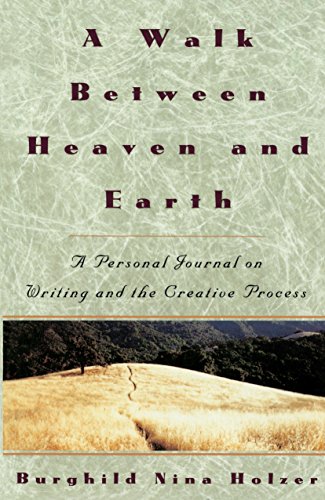 A Walk
Between
Heaven and
Earth
A Personal Journal on
Writing and the Creative Process
Burghild Nina Holzer